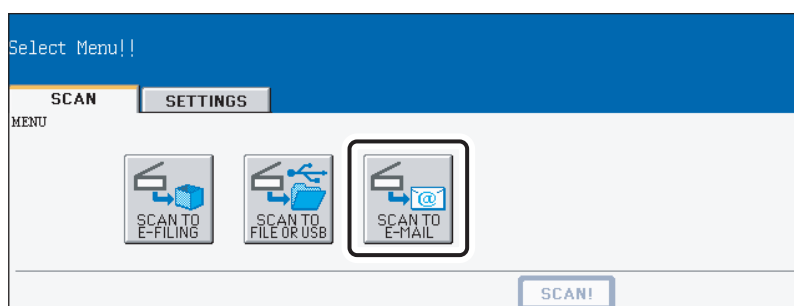 Select Menu!!
SCAN SETTINGS
MENU
SCAN TO SCAN TO SCAN TO
E-FILING FILE OR USB E-MAIL
SCAN!